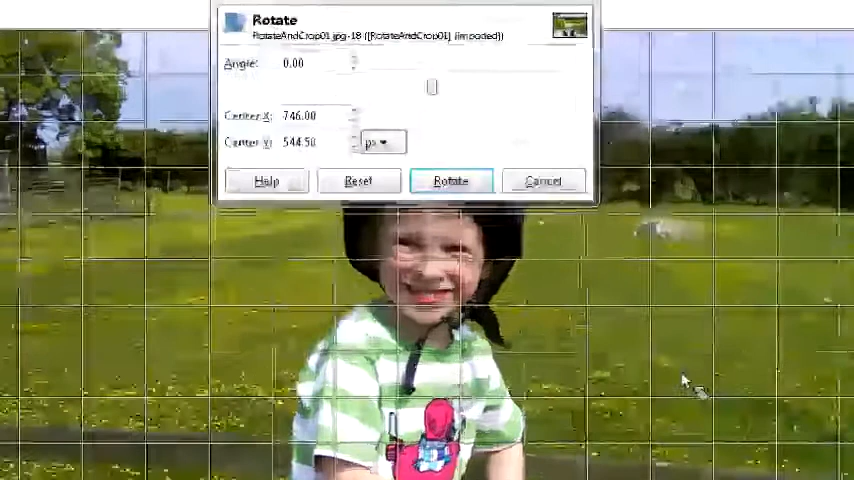 Rotate
RotateAndCrop01.jpg-18 ([RotateAndCrop01] (imported))
Angle: 0.00
Center X: 746.00
Center Y: 544.50 px
Help Reset Rotate Cancel